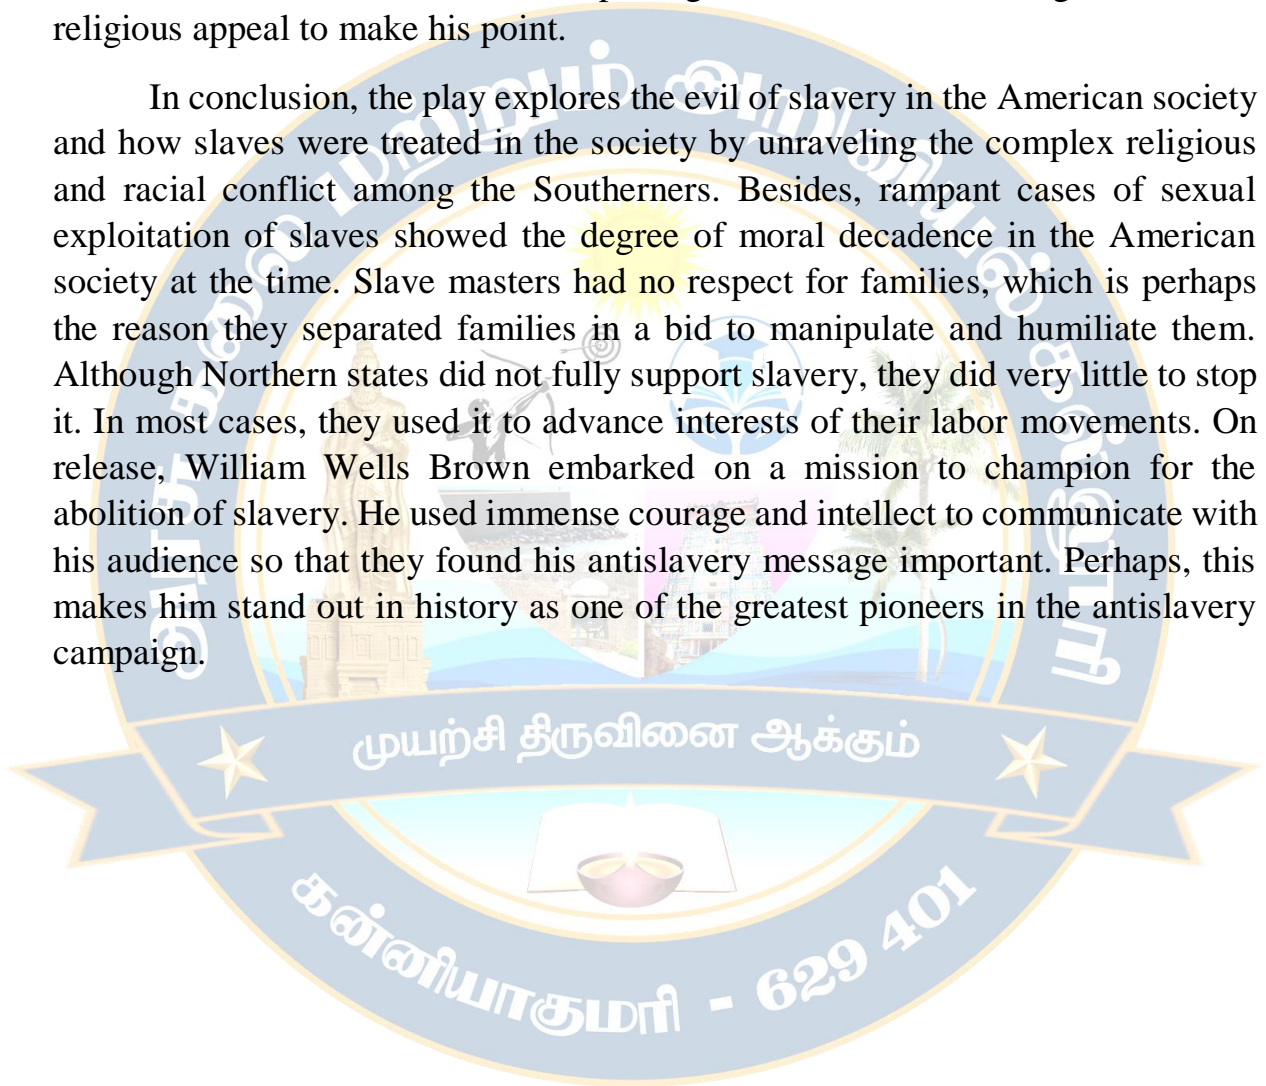 religious appeal to make his point.
In conclusion, the play explores the evil of slavery in the American society
and how slaves were treated in the society by unraveling the complex religious
and racial conflict among the Southerners. Besides, rampant cases of sexual
exploitation of slaves showed the degree of moral decadence in the American
society at the time. Slave masters had no respect for families, which is perhaps
the reason they separated families in a bid to manipulate and humiliate them.
Although Northern states did not fully support slavery, they did very little to stop
it. In most cases, they used it to advance interests of their labor movements. On
release, William Wells Brown embarked on a mission to champion for the
abolition of slavery. He used immense courage and intellect to communicate with
his audience so that they found his antislavery message important. Perhaps, this
makes him stand out in history as one of the greatest pioneers in the antislavery
campaign.
அரசு கலை மற்றும் அறிவியல் கல்லூரி
முயற்சி திருவினை ஆக்கும்
கன்னியாகுமரி - 629 401